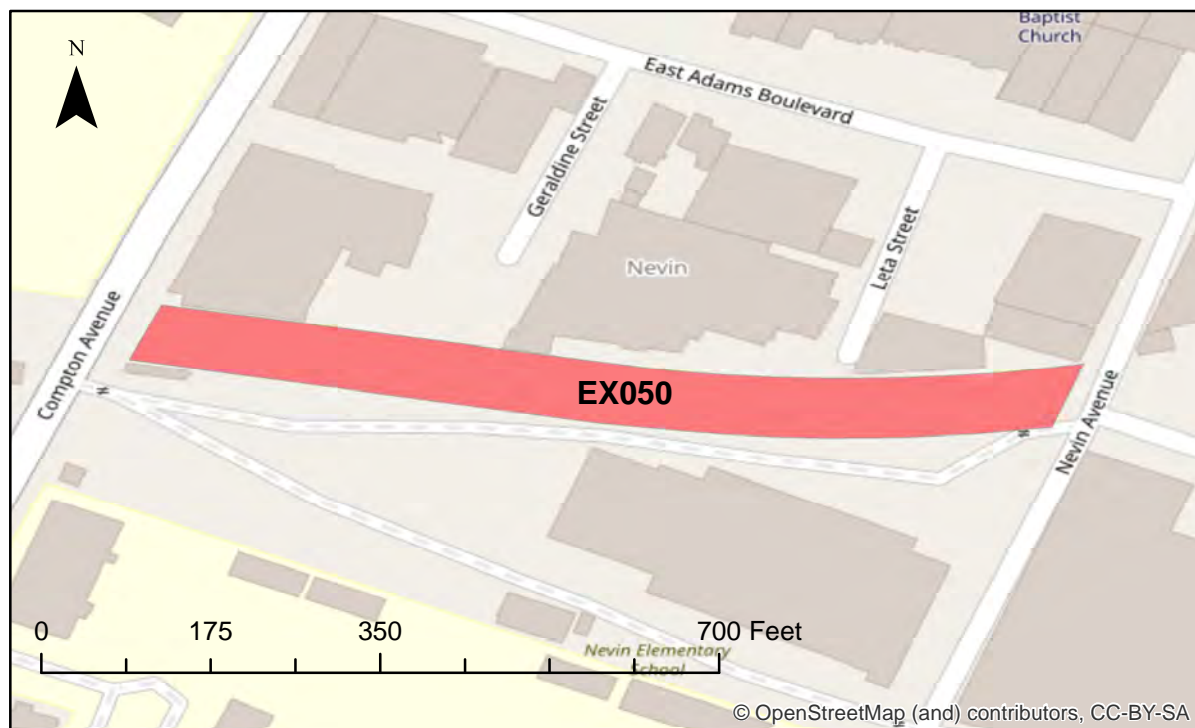 Baptist
Church
N
East Adams Boulevard
Geraldine Street
Leta Street
Nevin
Compton Avenue
EX050
Nevin Avenue
0 175 350 700 Feet
Nevin Elementary
School
© OpenStreetMap (and) contributors, CC-BY-SA